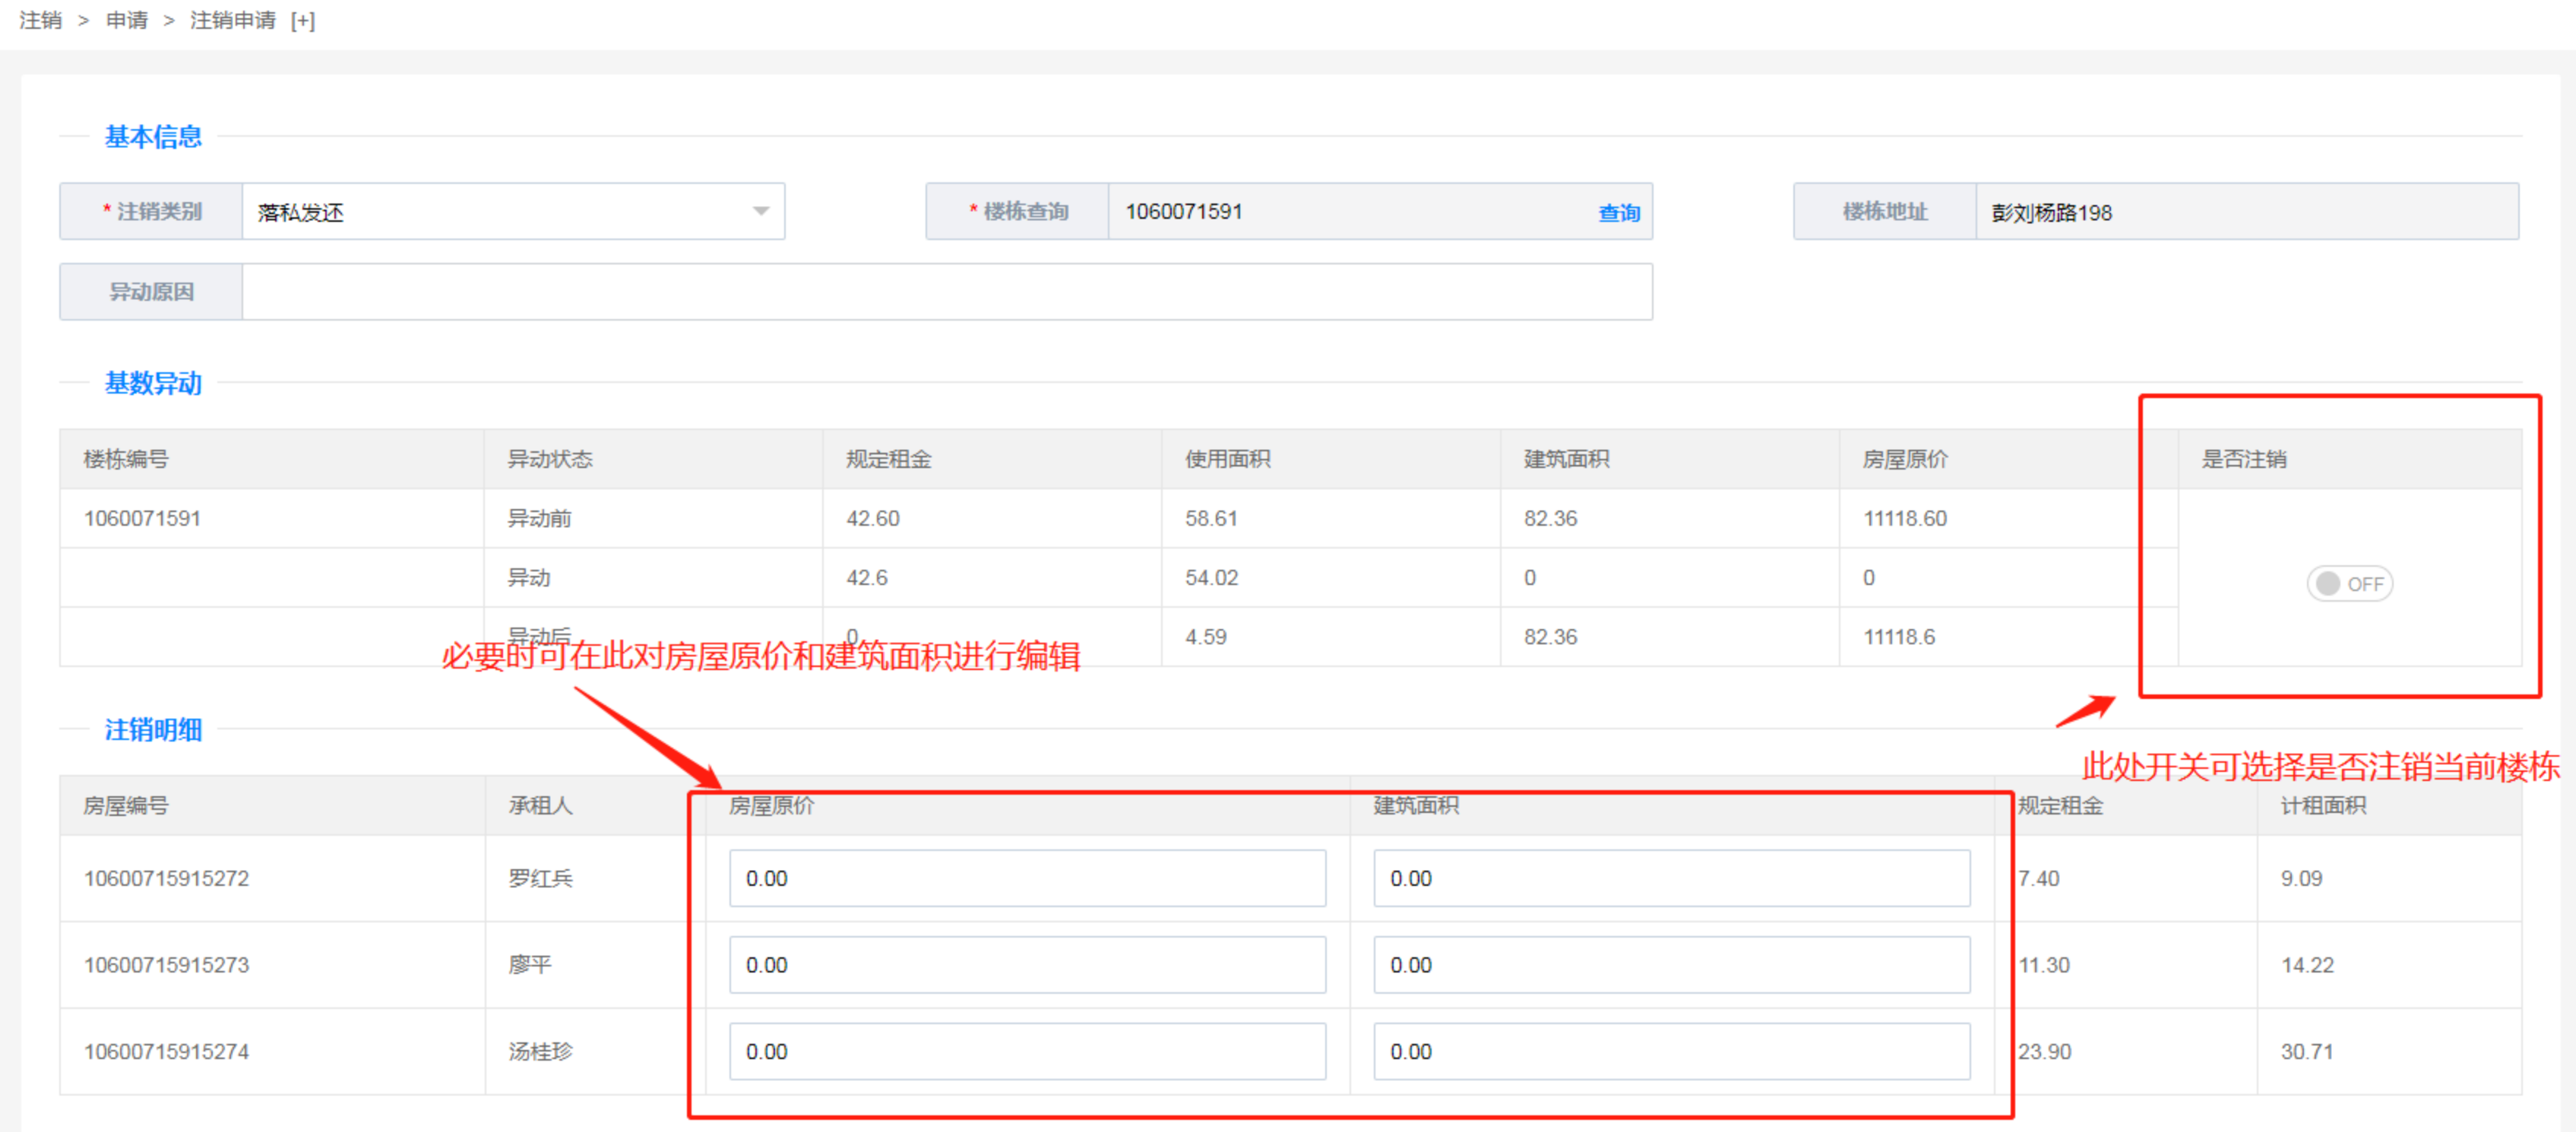 注销 > 申请 > 注销申请 [+]
基本信息
* 注销类别 落私发还 * 楼栋查询 1060071591 查询 楼栋地址 彭刘杨路198
异动原因
基数异动
楼栋编号 异动状态 规定租金 使用面积 建筑面积 房屋原价 是否注销
1060071591 异动前 42.60 58.61 82.36 11118.60
异动 42.6 54.02 0 0 OFF
异动后 0 4.59 82.36 11118.6
必要时可在此对房屋原价和建筑面积进行编辑
注销明细
此处开关可选择是否注销当前楼栋
房屋编号 承租人 房屋原价 建筑面积 规定租金 计租面积
10600715915272 罗红兵 0.00 0.00 7.40 9.09
10600715915273 廖平 0.00 0.00 11.30 14.22
10600715915274 汤桂珍 0.00 0.00 23.90 30.71